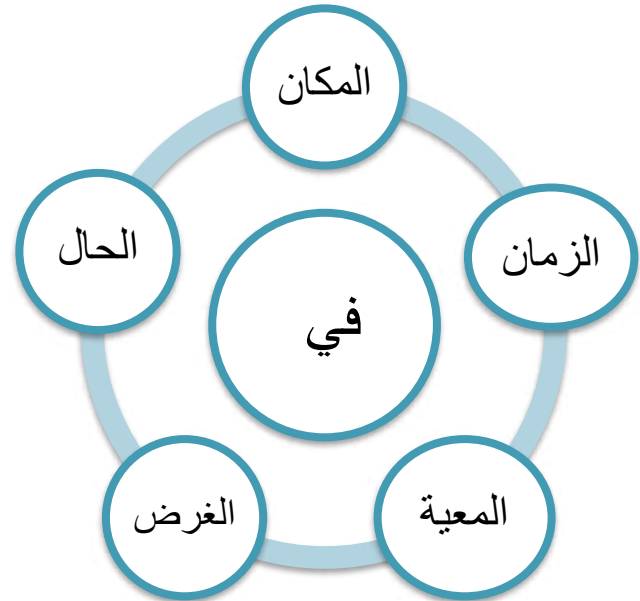 المكان
الزمان
الحال
في
المعية
الغرض